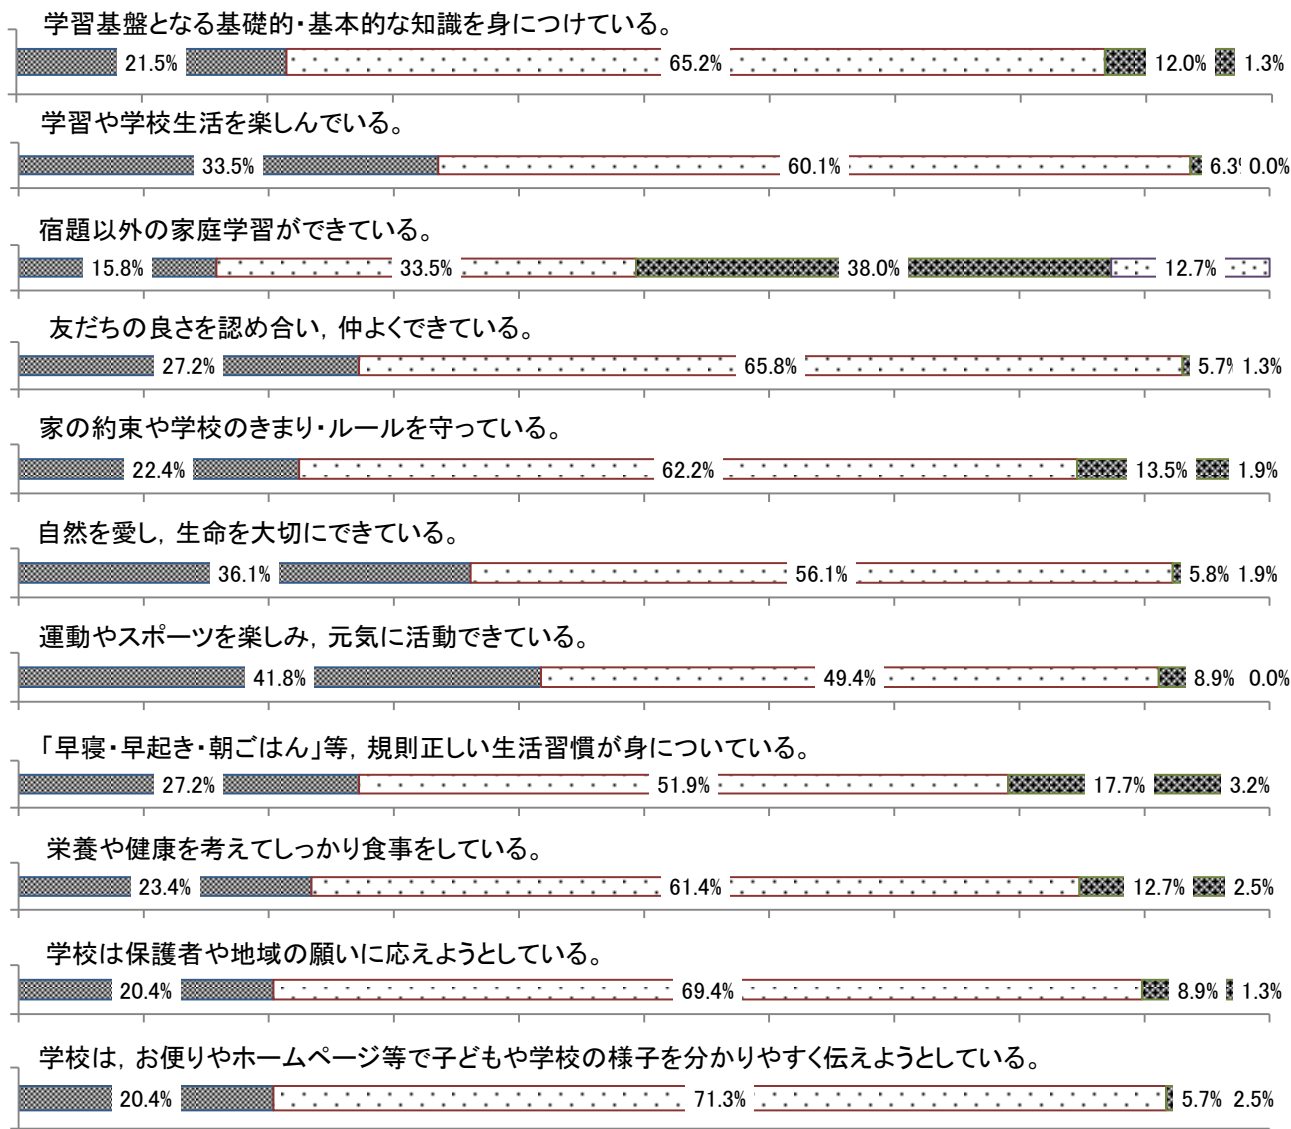 学習基盤となる基礎的・基本的な知識を身につけている。
21.5% 65.2% 12.0% 1.3%
学習や学校生活を楽しんでいる。
33.5% 60.1% 6.3% 0.0%
宿題以外の家庭学習ができている。
15.8% 33.5% 38.0% 12.7%
友だちの良さを認め合い，仲よくできている。
27.2% 65.8% 5.7% 1.3%
家の約束や学校のきまり・ルールを守っている。
22.4% 62.2% 13.5% 1.9%
自然を愛し，生命を大切にできている。
36.1% 56.1% 5.8% 1.9%
運動やスポーツを楽しみ，元気に活動できている。
41.8% 49.4% 8.9% 0.0%
「早寝・早起き・朝ごはん」等，規則正しい生活習慣が身についている。
27.2% 51.9% 17.7% 3.2%
栄養や健康を考えてしっかり食事をしている。
23.4% 61.4% 12.7% 2.5%
学校は保護者や地域の願いに応えようとしている。
20.4% 69.4% 8.9% 1.3%
学校は，お便りやホームページ等で子どもや学校の様子を分かりやすく伝えようとしている。
20.4% 71.3% 5.7% 2.5%